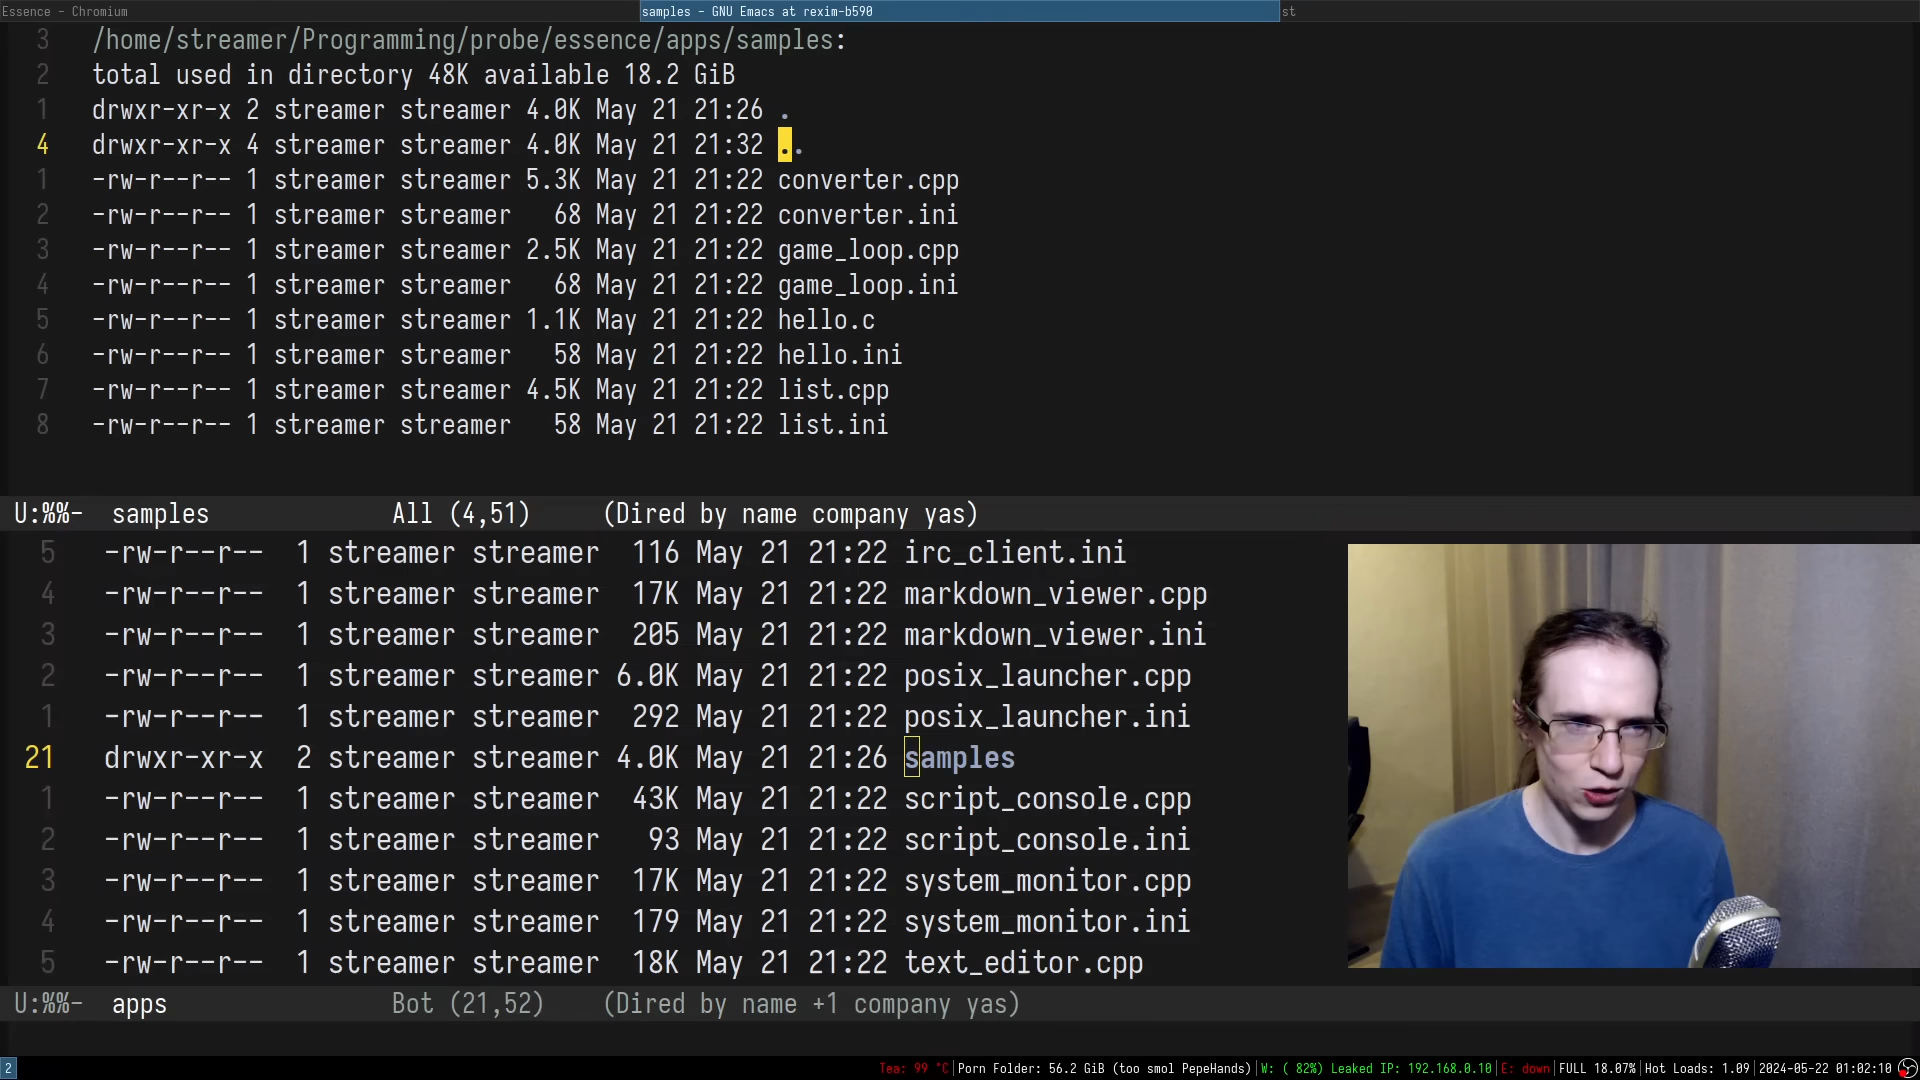 Essence - Chromium
samples - GNU Emacs at rexim-b590
st
3 /home/streamer/Programming/probe/essence/apps/samples:
2 total used in directory 48K available 18.2 GiB
1 drwxr-xr-x 2 streamer streamer 4.0K May 21 21:26 .
4 drwxr-xr-x 4 streamer streamer 4.0K May 21 21:32 ..
1 -rw-r--r-- 1 streamer streamer 5.3K May 21 21:22 converter.cpp
2 -rw-r--r-- 1 streamer streamer 68 May 21 21:22 converter.ini
3 -rw-r--r-- 1 streamer streamer 2.5K May 21 21:22 game_loop.cpp
4 -rw-r--r-- 1 streamer streamer 68 May 21 21:22 game_loop.ini
5 -rw-r--r-- 1 streamer streamer 1.1K May 21 21:22 hello.c
6 -rw-r--r-- 1 streamer streamer 58 May 21 21:22 hello.ini
7 -rw-r--r-- 1 streamer streamer 4.5K May 21 21:22 list.cpp
8 -rw-r--r-- 1 streamer streamer 58 May 21 21:22 list.ini
U:%%- samples All (4,51) (Dired by name company yas)
5 -rw-r--r-- 1 streamer streamer 116 May 21 21:22 irc_client.ini
4 -rw-r--r-- 1 streamer streamer 17K May 21 21:22 markdown_viewer.cpp
3 -rw-r--r-- 1 streamer streamer 205 May 21 21:22 markdown_viewer.ini
2 -rw-r--r-- 1 streamer streamer 6.0K May 21 21:22 posix_launcher.cpp
1 -rw-r--r-- 1 streamer streamer 292 May 21 21:22 posix_launcher.ini
21 drwxr-xr-x 2 streamer streamer 4.0K May 21 21:26 samples
1 -rw-r--r-- 1 streamer streamer 43K May 21 21:22 script_console.cpp
2 -rw-r--r-- 1 streamer streamer 93 May 21 21:22 script_console.ini
3 -rw-r--r-- 1 streamer streamer 17K May 21 21:22 system_monitor.cpp
4 -rw-r--r-- 1 streamer streamer 179 May 21 21:22 system_monitor.ini
5 -rw-r--r-- 1 streamer streamer 18K May 21 21:22 text_editor.cpp
U:%%- apps Bot (21,52) (Dired by name +1 company yas)
2 Tea: 99 °C|Porn Folder: 56.2 GiB (too smol PepeHands)|W: ( 82%) Leaked IP: 192.168.0.10|E: down|FULL 18.07%|Hot Loads: 1.09|2024-05-22 01:02:10